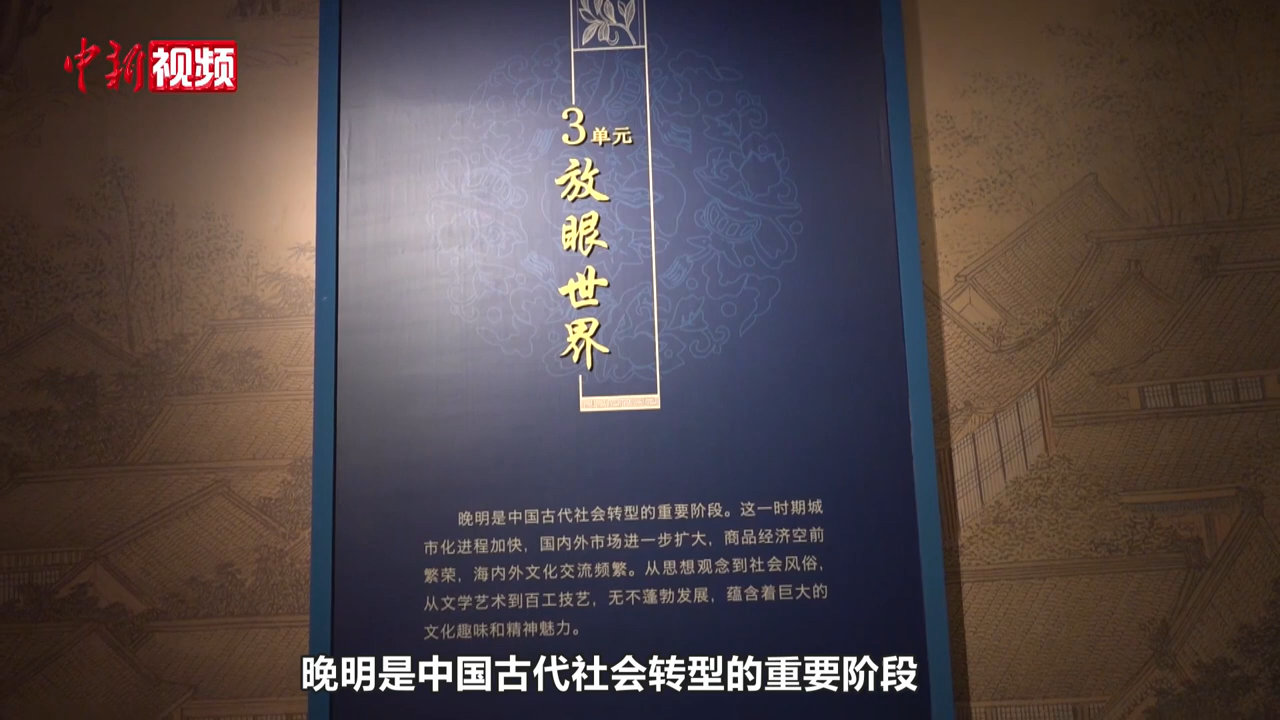 中新视频
3单元
放眼世界
晚明是中国古代社会转型的重要阶段。这一时期城
市化进程加快，国内外市场进一步扩大，商品经济空前
繁荣，海内外文化交流频繁。从思想观念到社会风俗，
从文学艺术到百工技艺，无不蓬勃发展，蕴含着巨大的
文化趣味和精神魅力。
晚明是中国古代社会转型的重要阶段